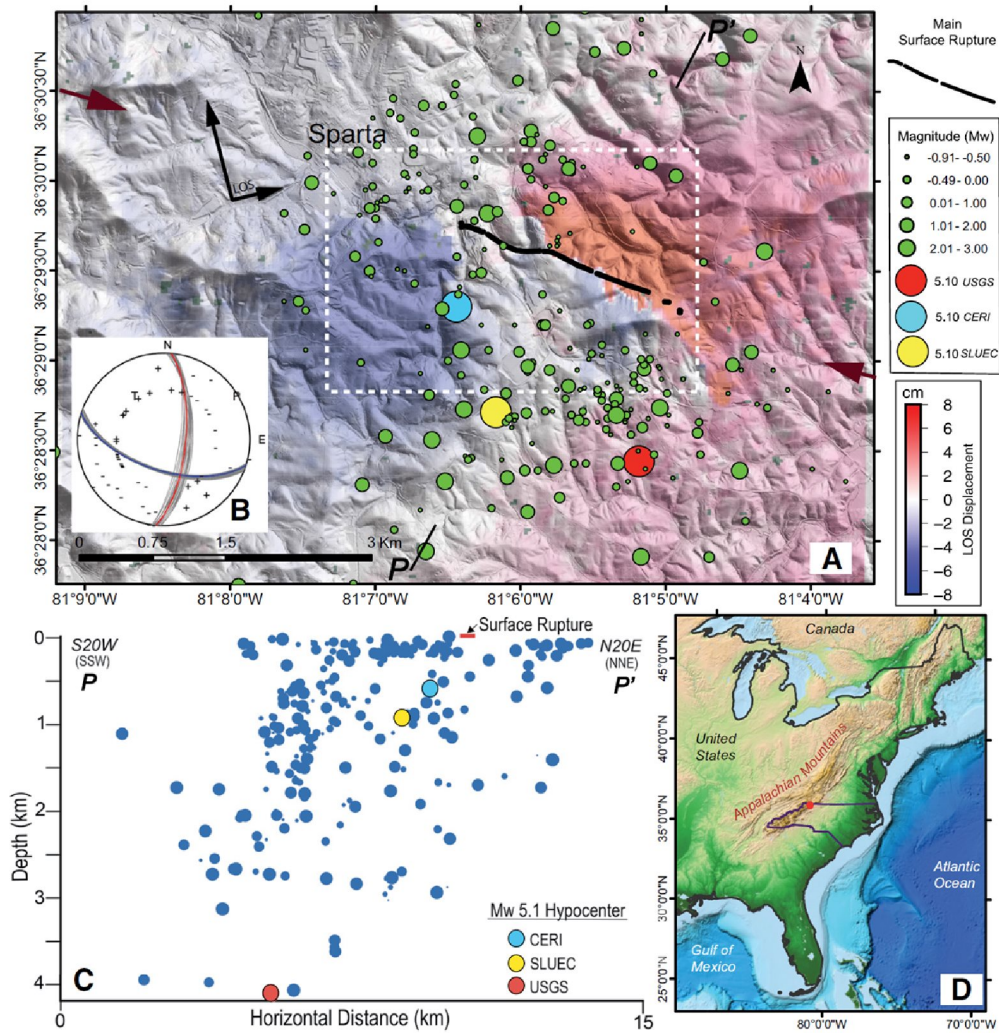 P'
N
Sparta
LOS
36°30'30"N
36°30'30"N
36°29'30"N
36°29'0"N
36°28'30"N
36°28'0"N
N
T
P
E
B
0 0.75 1.5 3 Km
P
A
81°9'0"W 81°8'0"W 81°7'0"W 81°6'0"W 81°5'0"W 81°4'0"W
Main
Surface Rupture
Magnitude (Mw)
-0.91 - -0.50
-0.49 - 0.00
0.01 - 1.00
1.01 - 2.00
2.01 - 3.00
5.10 USGS
5.10 CERI
5.10 SLUEC
cm
8
6
4
2
0
−2
−4
−6
−8
LOS Displacement
0
1
2
3
4
Depth (km)
S20W
(SSW)
P
Surface Rupture
N20E
(NNE)
P'
Mw 5.1 Hypocenter
CERI
SLUEC
USGS
C
0 Horizontal Distance (km) 15
Canada
United
States
Appalachian Mountains
Atlantic
Ocean
Gulf of
Mexico
D
45°0'0"N
40°0'0"N
35°0'0"N
30°0'0"N
25°0'0"N
80°0'0"W 70°0'0"W